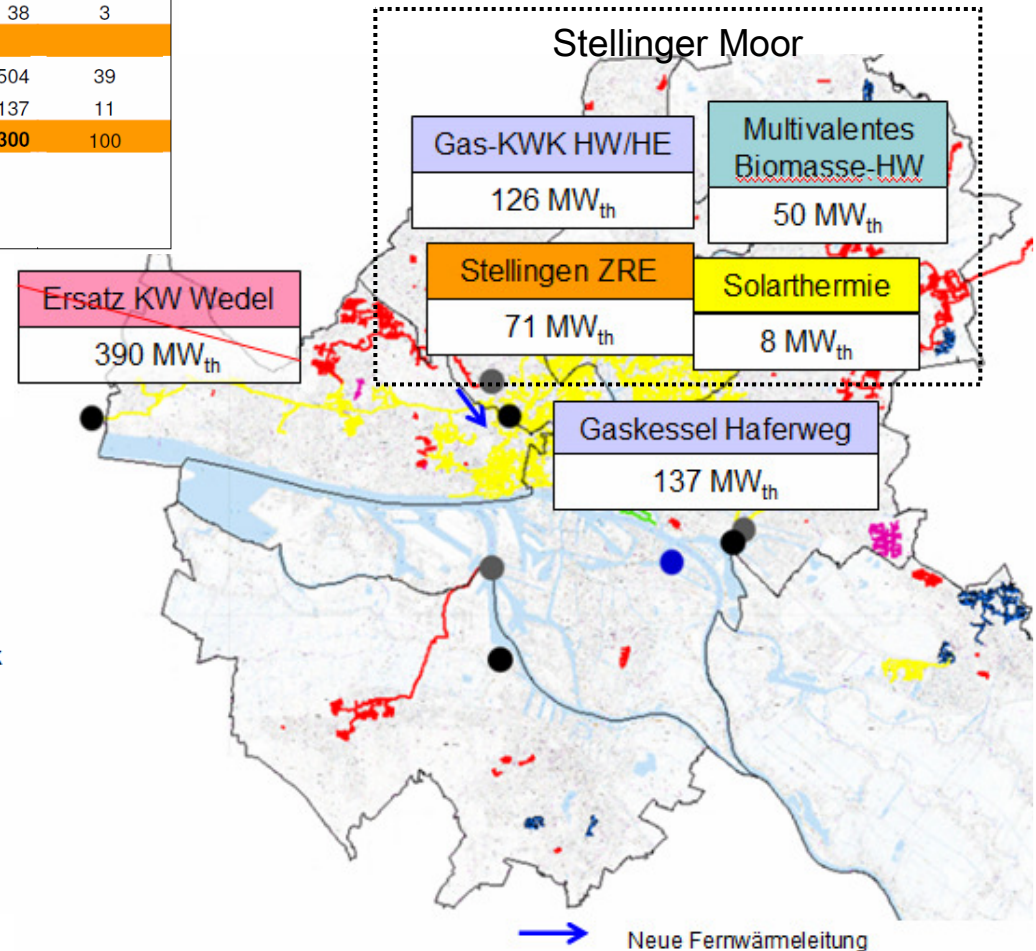 38 3
504 39
137 11
300 100
Stellinger Moor
Gas-KWK HW/HE
126 MWth
Multivalentes
Biomasse-HW
50 MWth
Stellingen ZRE
71 MWth
Solarthermie
8 MWth
Ersatz KW Wedel
390 MWth
Gaskessel Haferweg
137 MWth
Neue Fernwärmeleitung